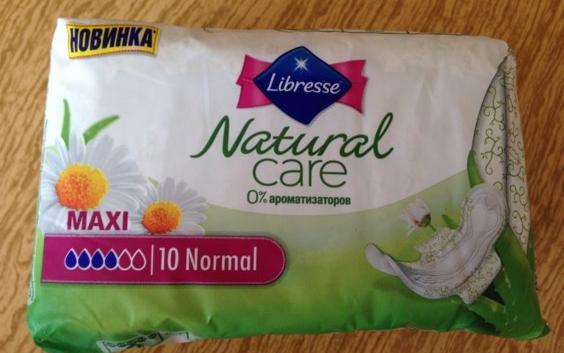 НОВИНКА
Libresse
Natural
care
0% ароматизаторов
MAXI
10 Normal